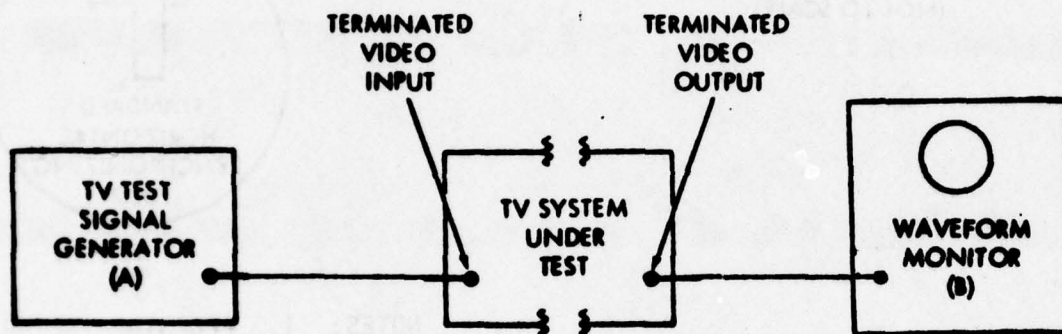 TERMINATED
VIDEO
INPUT
TERMINATED
VIDEO
OUTPUT
TV TEST
SIGNAL
GENERATOR
(A)
TV SYSTEM
UNDER
TEST
WAVEFORM
MONITOR
(B)